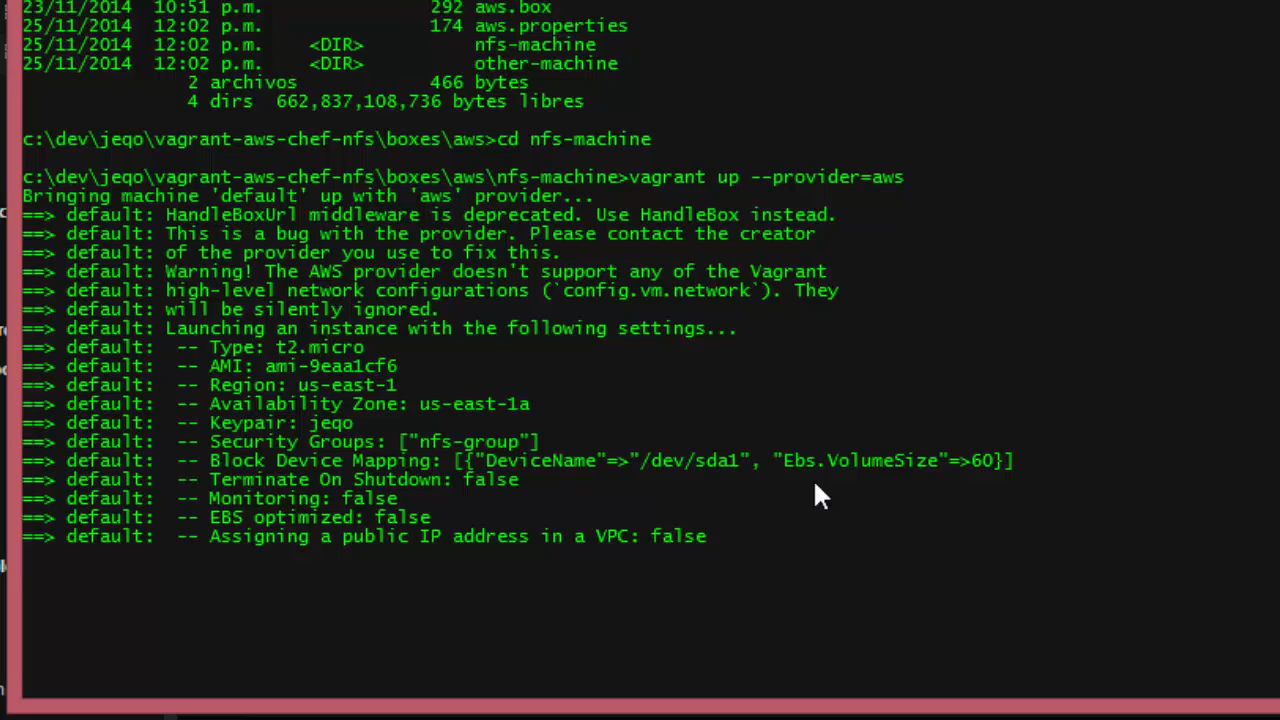 23/11/2014  10:51 p.m.               292 aws.box
25/11/2014  12:02 p.m.               174 aws.properties
25/11/2014  12:02 p.m.    <DIR>          nfs-machine
25/11/2014  12:02 p.m.    <DIR>          other-machine
               2 archivos            466 bytes
               4 dirs  662,837,108,736 bytes libres
c:\dev\jeqo\vagrant-aws-chef-nfs\boxes\aws>cd nfs-machine
c:\dev\jeqo\vagrant-aws-chef-nfs\boxes\aws\nfs-machine>vagrant up --provider=aws
Bringing machine 'default' up with 'aws' provider...
==> default: HandleBoxUrl middleware is deprecated. Use HandleBox instead.
==> default: This is a bug with the provider. Please contact the creator
==> default: of the provider you use to fix this.
==> default: Warning! The AWS provider doesn't support any of the Vagrant
==> default: high-level network configurations (`config.vm.network`). They
==> default: will be silently ignored.
==> default: Launching an instance with the following settings...
==> default:  -- Type: t2.micro
==> default:  -- AMI: ami-9eaa1cf6
==> default:  -- Region: us-east-1
==> default:  -- Availability Zone: us-east-1a
==> default:  -- Keypair: jeqo
==> default:  -- Security Groups: ["nfs-group"]
==> default:  -- Block Device Mapping: [{"DeviceName"=>"/dev/sda1", "Ebs.VolumeSize"=>60}]
==> default:  -- Terminate On Shutdown: false
==> default:  -- Monitoring: false
==> default:  -- EBS optimized: false
==> default:  -- Assigning a public IP address in a VPC: false